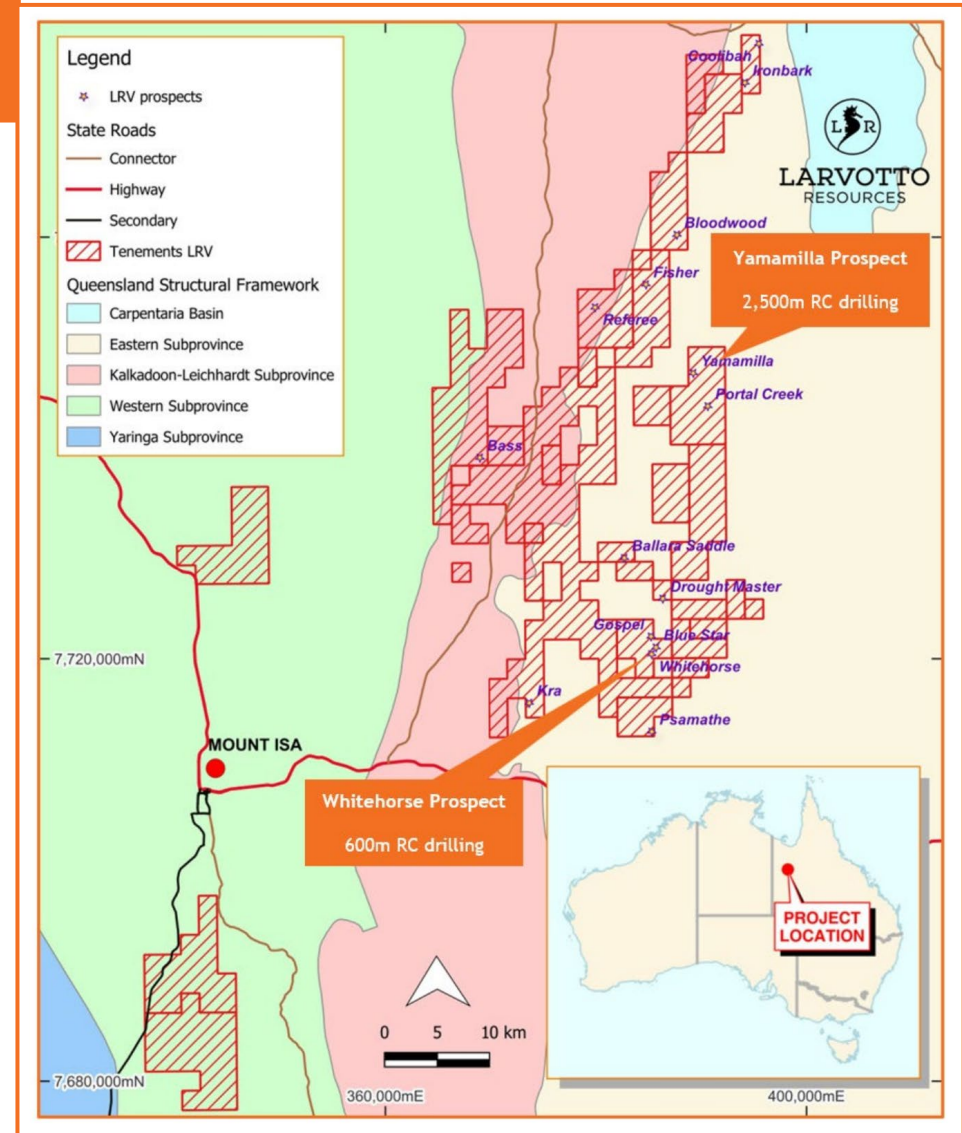 Legend
LRV prospects
State Roads
Connector
Highway
Secondary
Tenements LRV
Queensland Structural Framework
Carpentaria Basin
Eastern Subprovince
Kalkadoon-Leichhardt Subprovince
Western Subprovince
Yaringa Subprovince
Coolibah
Ironbark
L R
LARVOTTO
RESOURCES
Bloodwood
Yamamilla Prospect
2,500m RC drilling
Fisher
Referee
Yamamilla
Portal Creek
Bass
Ballara Saddle
Drought Master
Gospel
Blue Star
7,720,000mN
Whitehorse
Kra
Psamathe
MOUNT ISA
Whitehorse Prospect
600m RC drilling
PROJECT
LOCATION
0 5 10 km
7,680,000mN
360,000mE
400,000mE